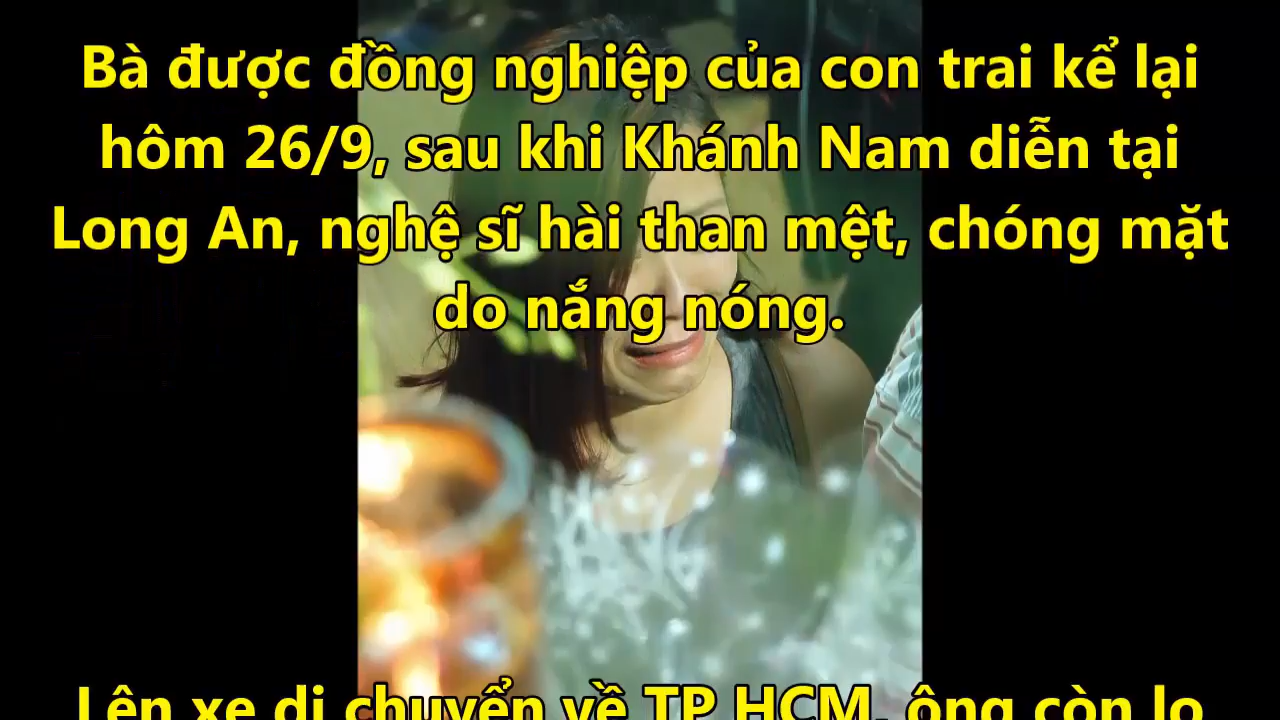 Bà được đồng nghiệp của con trai kể lại
hôm 26/9, sau khi Khánh Nam diễn tại
Long An, nghệ sĩ hài than mệt, chóng mặt
do nắng nóng.
Lên xe di chuyển về TP HCM, ông còn lo